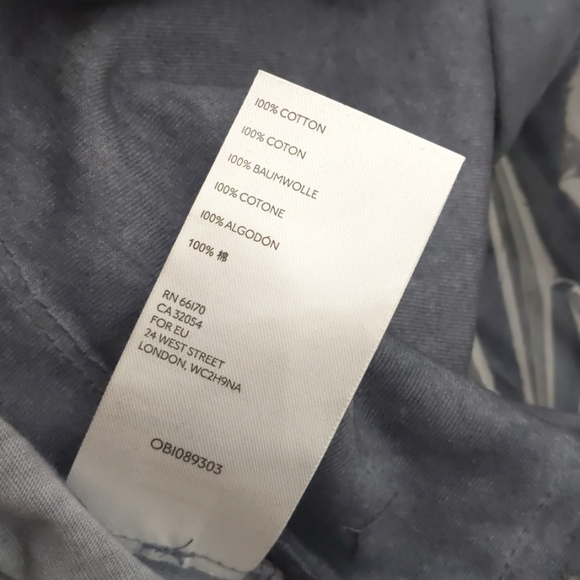 100% COTTON
100% COTON
100% BAUMWOLLE
100% COTONE
100% ALGODÓN
100% 棉
RN 66170
CA 32054
FOR EU
24 WEST STREET
LONDON, WC2H9NA
OBI089303